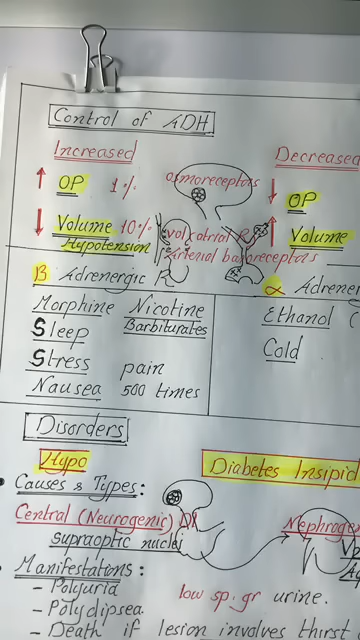 Control of ADH
Increased
Decreased
osmoreceptors
↑ OP 1%
↓ OP
↓ Volume 10%
Hypotension
vol. atrial R
arterial baroreceptors
↑ Volume
B Adrenergic R
α Adrener
Morphine Nicotine
Barbiturates
Sleep
Stress pain
Nausea 500 times
Ethanol (
Cold
Disorders
Hypo
Diabetes Insipid
• Causes & Types:
Central (Neurogenic) DI
supraoptic nuclei
Nephroge
• Manifestations:
– Polyuria
low sp. gr urine.
– Polydipsea
– Death if lesion involves thirst